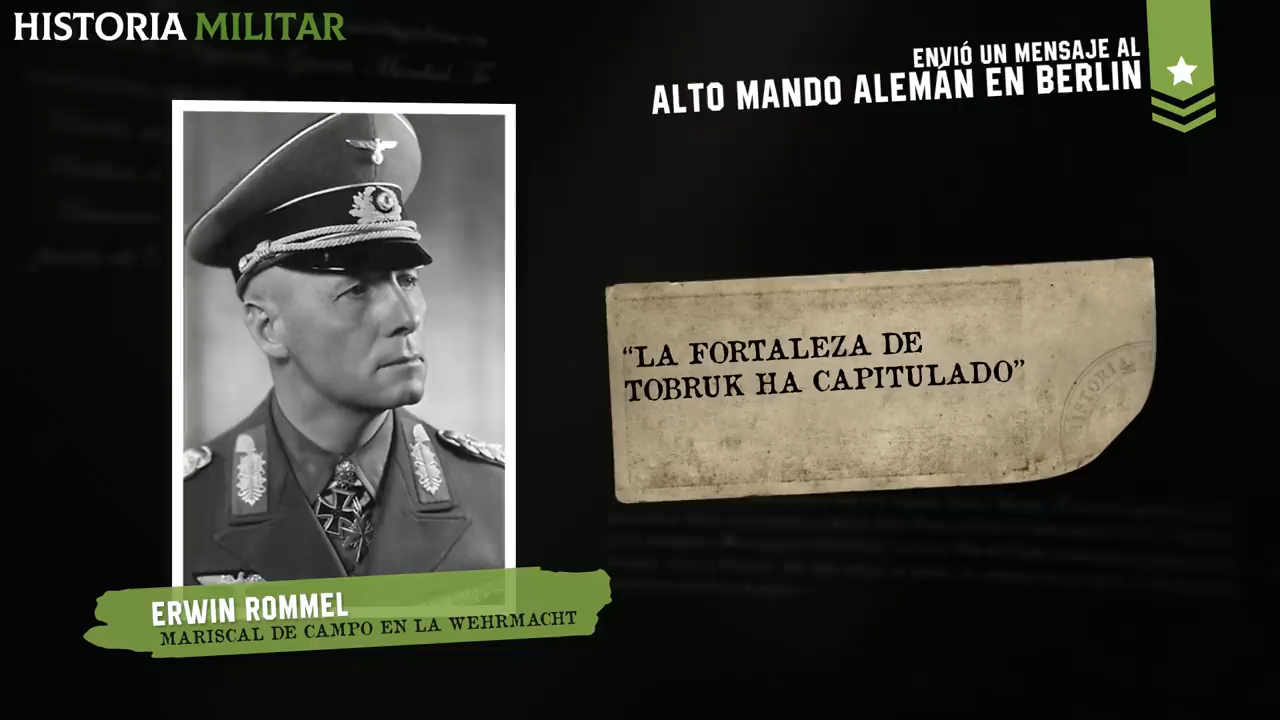 HISTORIA MILITAR
ENVIÓ UN MENSAJE AL
ALTO MANDO ALEMÁN EN BERLIN
“LA FORTALEZA DE
TOBRUK HA CAPITULADO”
ERWIN ROMMEL
MARISCAL DE CAMPO EN LA WEHRMACHT